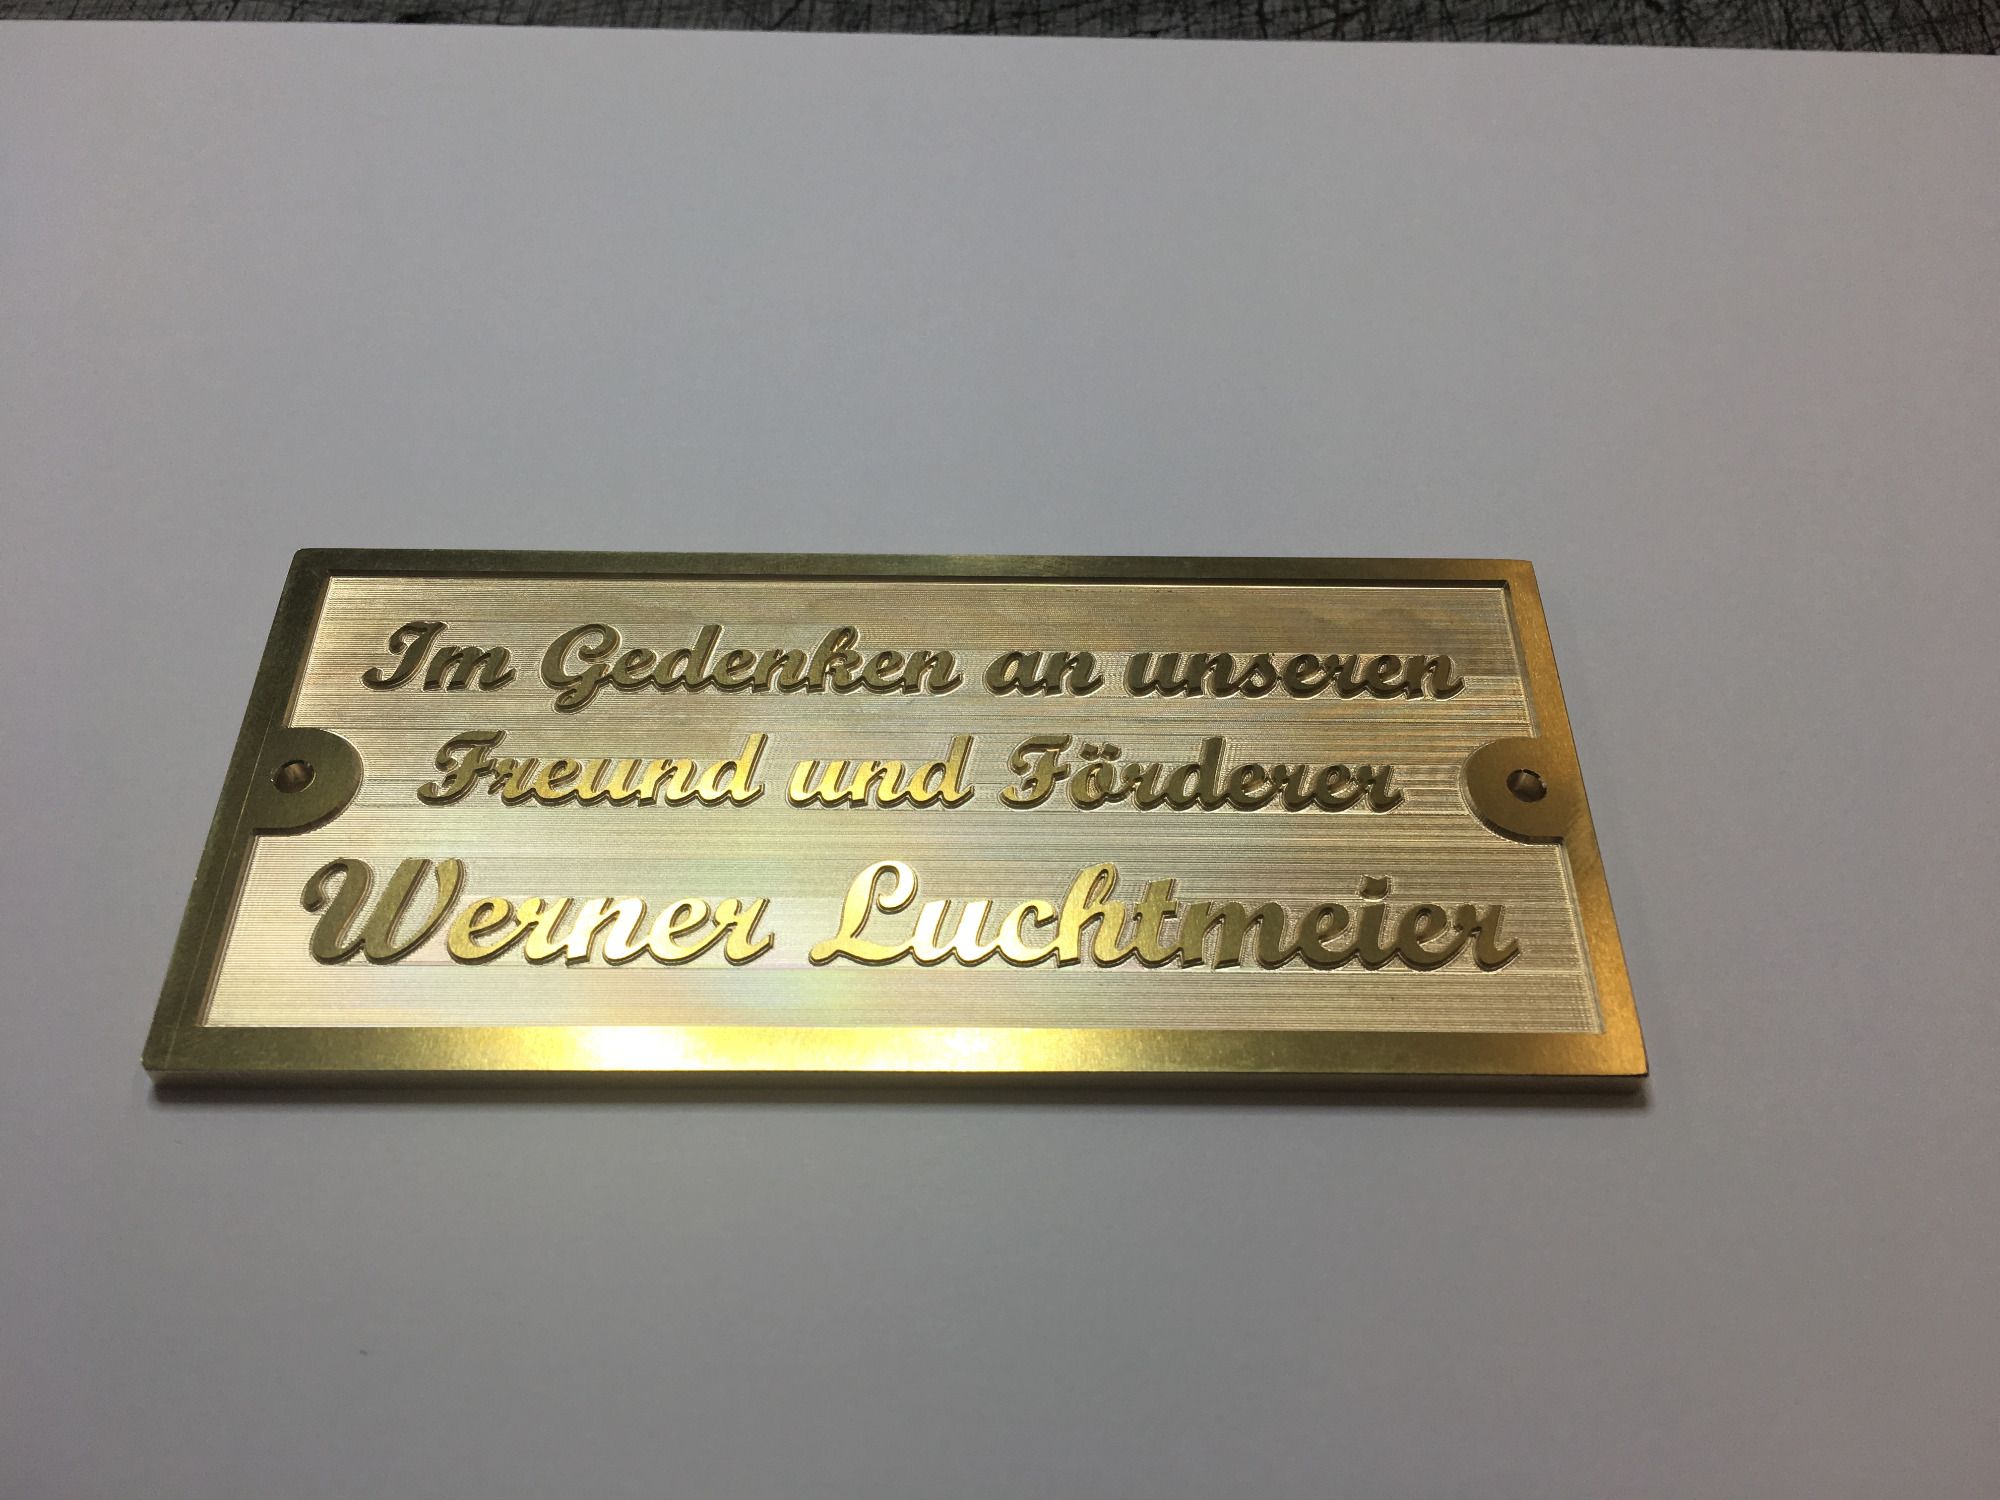 Im Gedenken an unseren
Freund und Förderer
Werner Luchtmeier